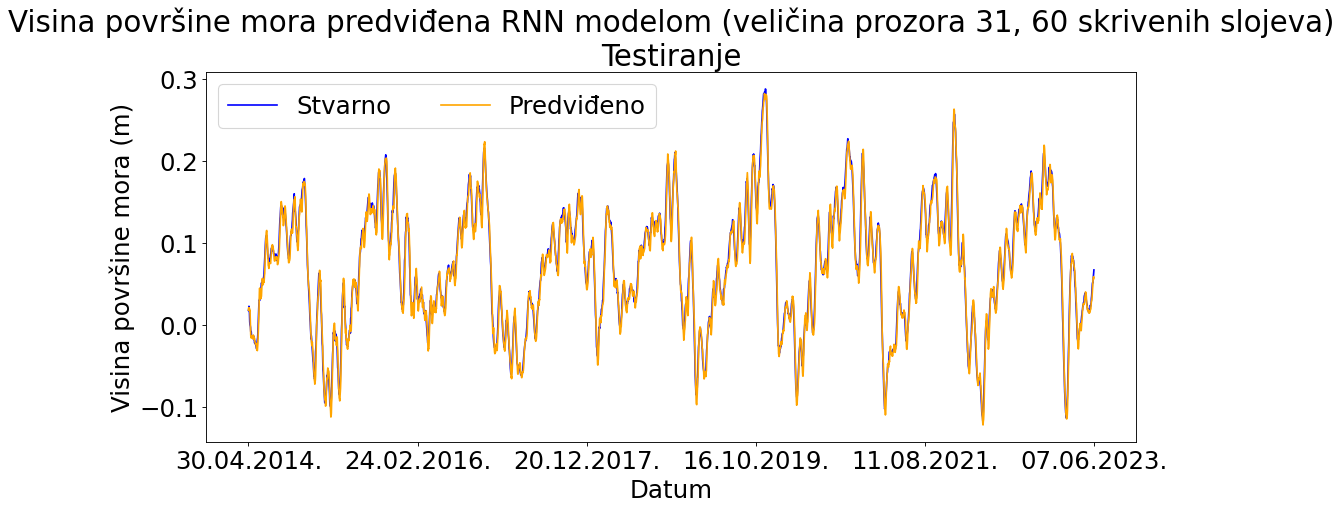 Visina površine mora predviđena RNN modelom (veličina prozora 31, 60 skrivenih slojeva)
Testiranje
Stvarno
Predviđeno
Visina površine mora (m)
0.3
0.2
0.1
0.0
−0.1
30.04.2014.
24.02.2016.
20.12.2017.
16.10.2019.
11.08.2021.
07.06.2023.
Datum